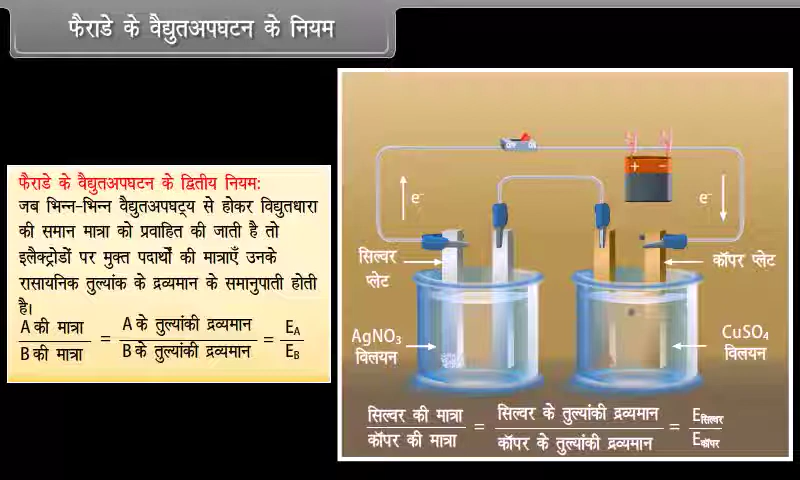 फैराडे के वैद्युतअपघटन के नियम
फैराडे के वैद्युतअपघटन के द्वितीय नियम:
जब भिन्न-भिन्न वैद्युतअपघट्य से होकर विद्युतधारा
की समान मात्रा को प्रवाहित की जाती है तो
इलैक्ट्रोडों पर मुक्त पदार्थों की मात्राएँ उनके
रासायनिक तुल्यांक के द्रव्यमान के समानुपाती होती
है।
A की मात्रा / B की मात्रा = A के तुल्यांकी द्रव्यमान / B के तुल्यांकी द्रव्यमान = E_A / E_B
OFF ON
+ -
e⁻
e⁻
सिल्वर
प्लेट
कॉपर प्लेट
AgNO₃
विलयन
CuSO₄
विलयन
सिल्वर की मात्रा / कॉपर की मात्रा = सिल्वर के तुल्यांकी द्रव्यमान / कॉपर के तुल्यांकी द्रव्यमान = E_सिल्वर / E_कॉपर